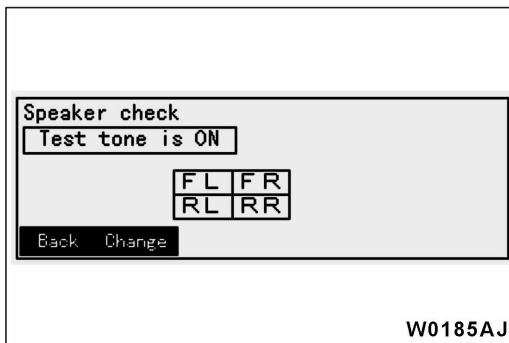 Speaker check
Test tone is ON
FL FR
RL RR
Back Change
W0185AJ